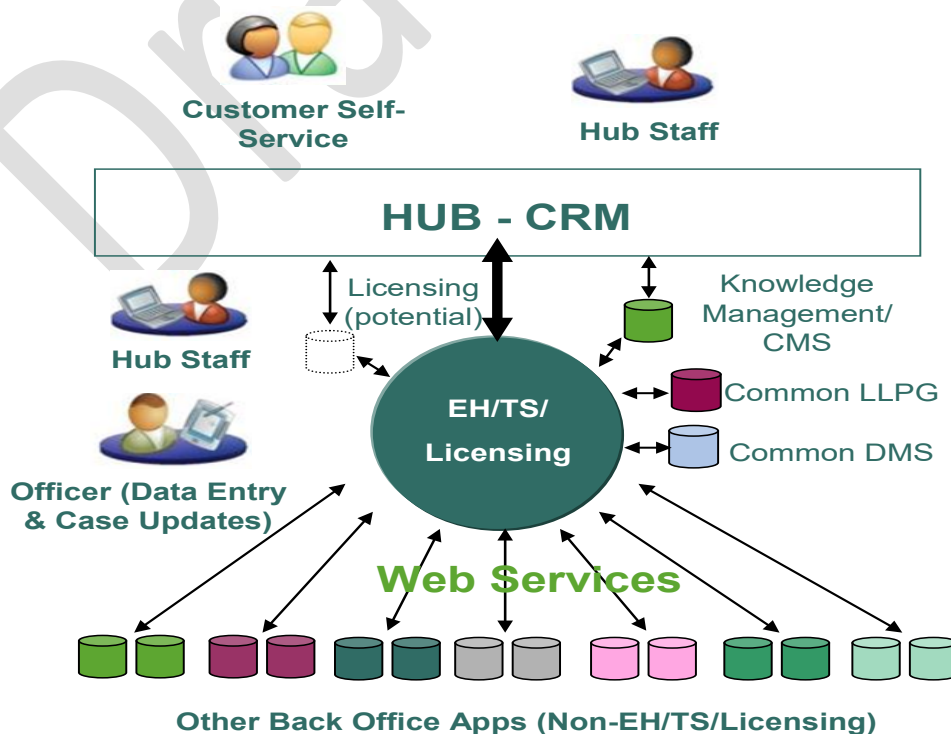 Dra
Customer Self-
Service
Hub Staff
HUB - CRM
Licensing
(potential)
Knowledge
Management/
CMS
Hub Staff
Common LLPG
EH/TS/
Licensing
Common DMS
Officer (Data Entry
& Case Updates)
Web Services
Other Back Office Apps (Non-EH/TS/Licensing)